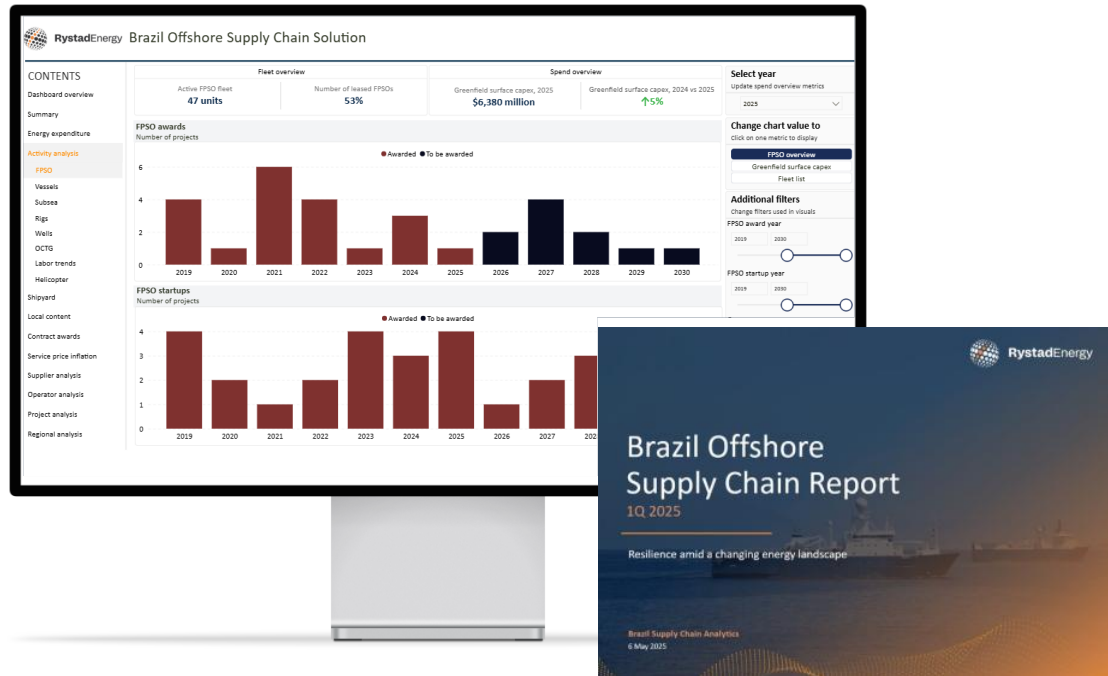 RystadEnergy Brazil Offshore Supply Chain Solution
CONTENTS
Dashboard overview
Summary
Energy expenditure
Activity analysis
FPSO
Vessels
Subsea
Rigs
Wells
OCTG
Labor trends
Helicopter
Shipyard
Local content
Contract awards
Service price inflation
Supplier analysis
Operator analysis
Project analysis
Regional analysis
Fleet overview
Spend overview
Active FPSO fleet
47 units
Number of leased FPSOs
53%
Greenfield surface capex, 2025
$6,380 million
Greenfield surface capex, 2024 vs 2025
↑5%
FPSO awards
Number of projects
Awarded To be awarded
6
4
2
0
2019 2020 2021 2022 2023 2024 2025 2026 2027 2028 2029 2030
FPSO startups
Number of projects
Awarded To be awarded
4
3
2
1
0
2019 2020 2021 2022 2023 2024 2025 2026 2027
Select year
Update spend overview metrics
2025
Change chart value to
Click on one metric to display
FPSO overview
Greenfield surface capex
Fleet list
Additional filters
Change filters used in visuals
FPSO award year
2019 2030
FPSO startup year
2019 2030
RystadEnergy
Brazil Offshore
Supply Chain Report
1Q 2025
Resilience amid a changing energy landscape
Brazil Supply Chain Analytics
6 May 2025